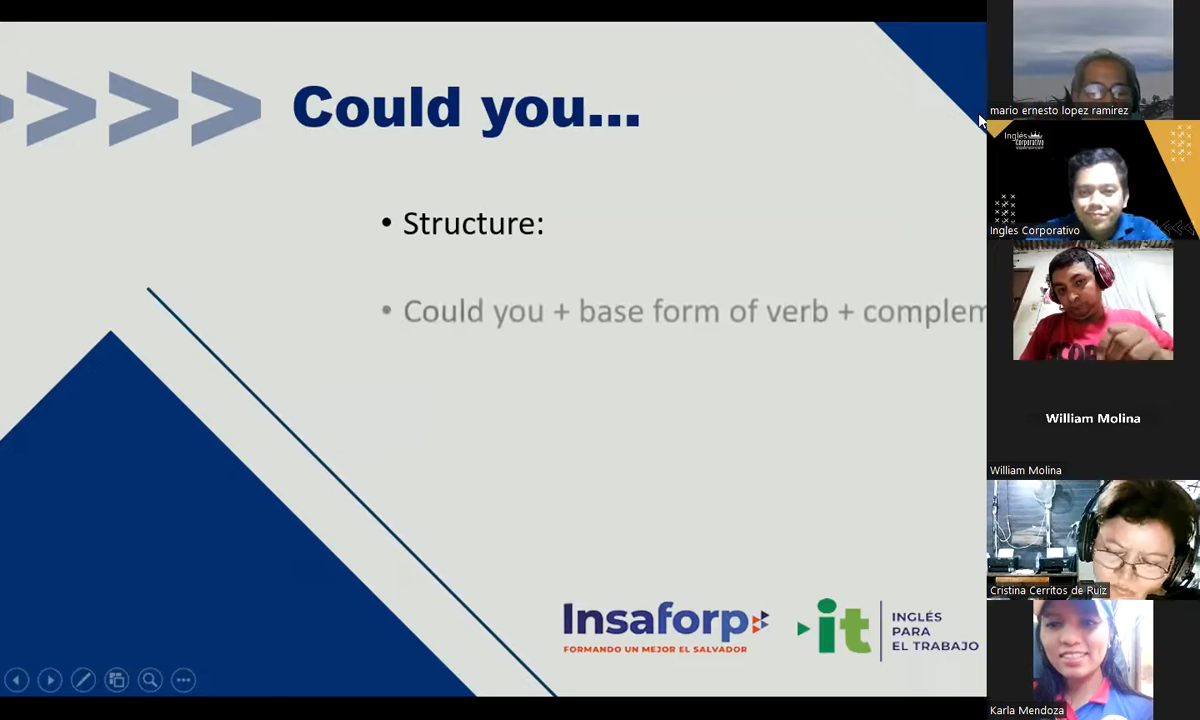 Could you...
• Structure:
• Could you + base form of verb + complem
Insaforp
FORMANDO UN MEJOR EL SALVADOR
it
INGLÉS
PARA
EL TRABAJO
mario ernesto lopez ramirez
Inglés
corporativo
Ingles Corporativo
William Molina
William Molina
Cristina Cerritos de Ruiz
Karla Mendoza